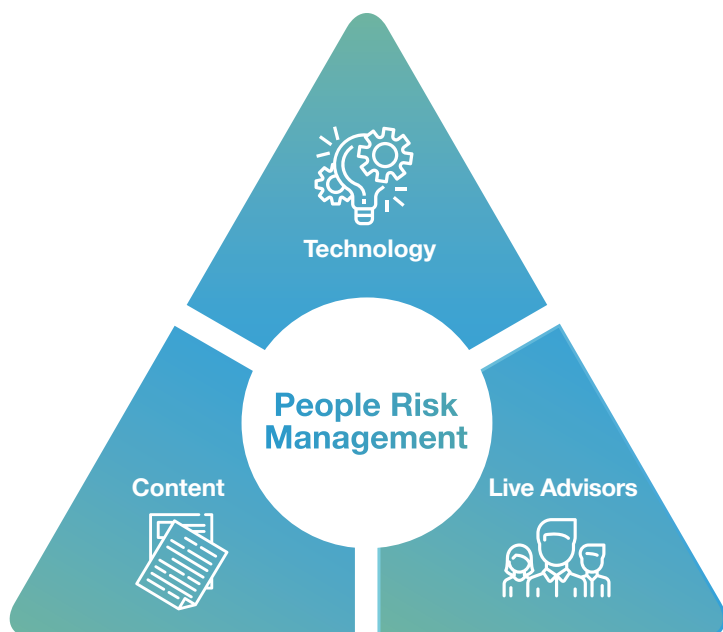 Technology
People Risk
Management
Content
Live Advisors